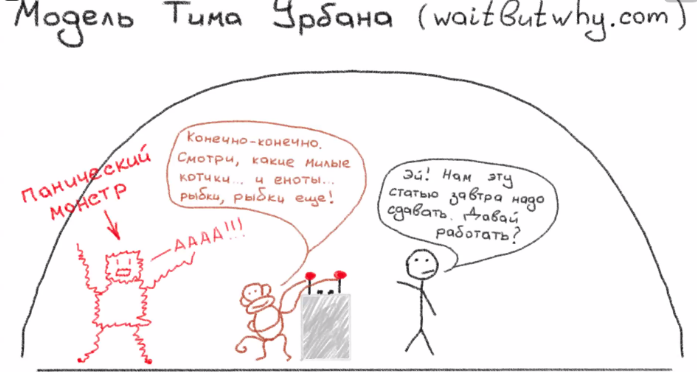 Модель Тима Урбана (waitButwhy.com)
Панический
монстр
АААА!!!
Конечно-конечно.
Смотри, какие милые
котики... и еноты...
рыбки, рыбки еще!
Эй! Нам эту
статью завтра надо
сдавать. Давай
работать?